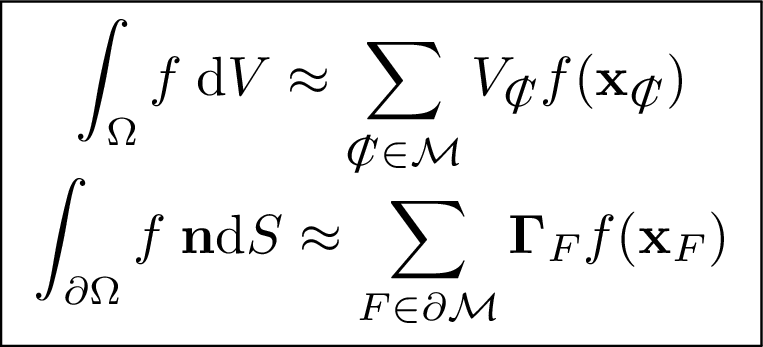 ∫_Ω f dV ≈ ∑_{₵∈ℳ} V_₵ f(𝐱_₵)
∫_{∂Ω} f 𝐧dS ≈ ∑_{F∈∂ℳ} 𝚪_F f(𝐱_F)